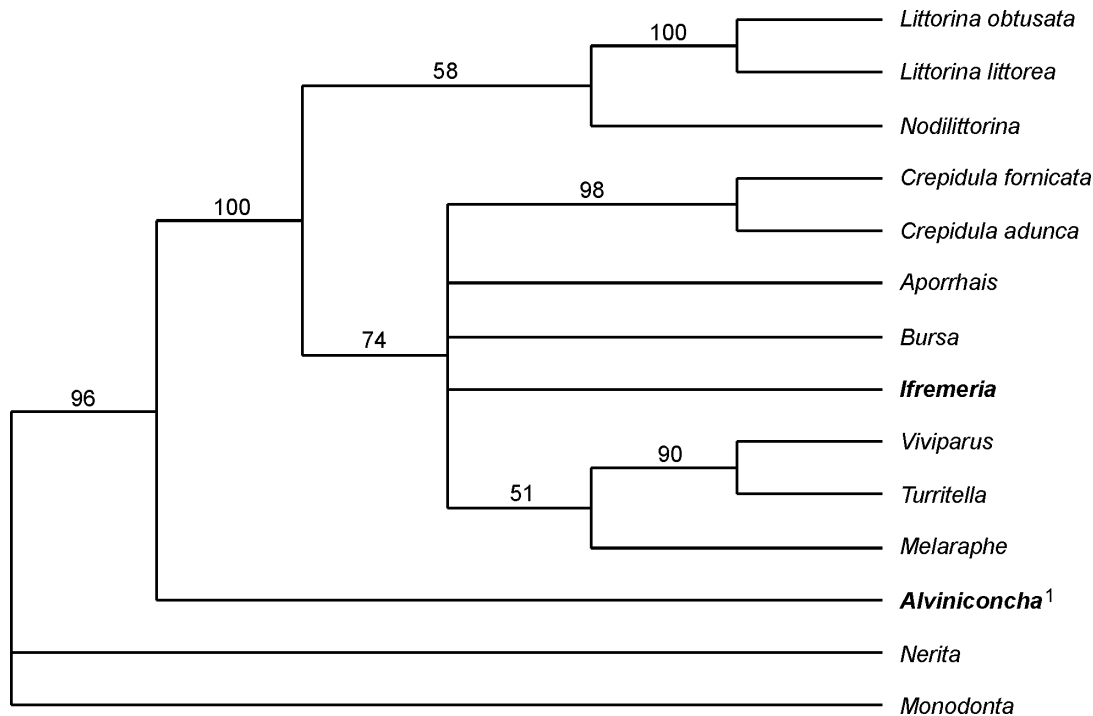 Littorina obtusata
100
Littorina littorea
58
Nodilittorina
Crepidula fornicata
98
Crepidula adunca
100
Aporrhais
Bursa
74
Ifremeria
96
Viviparus
90
Turritella
51
Melaraphe
Alviniconcha¹
Nerita
Monodonta